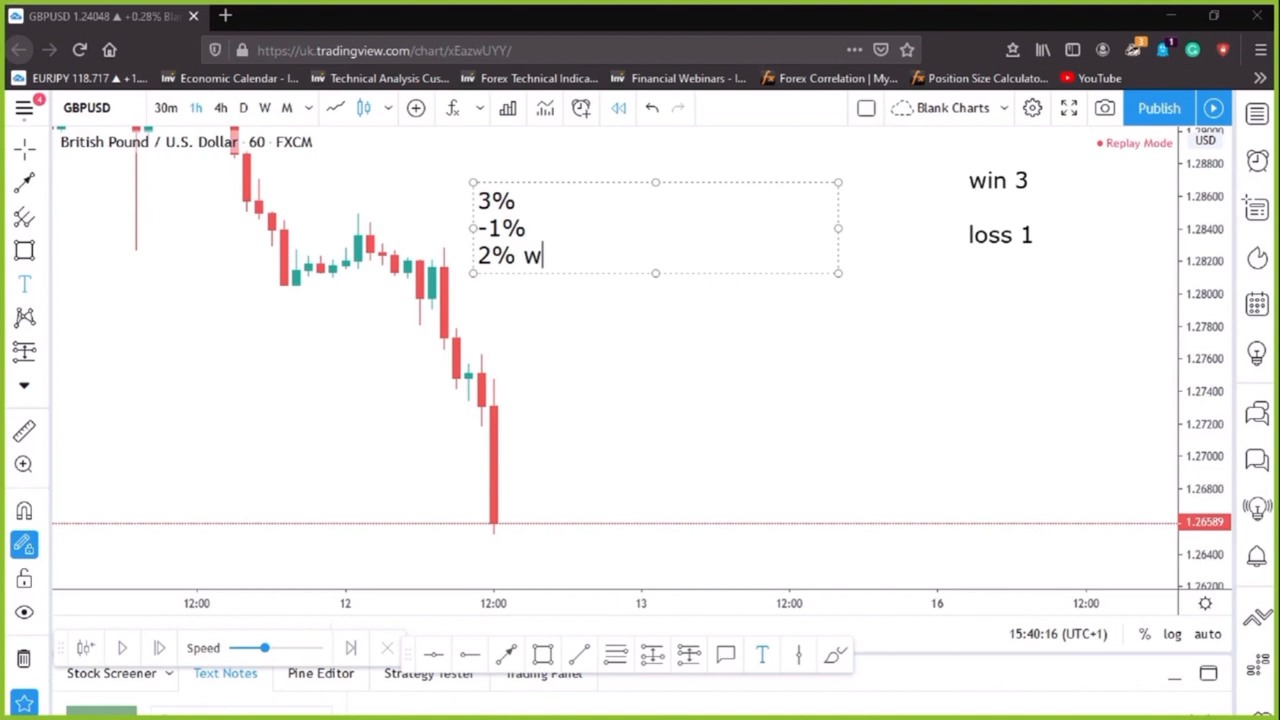 GBPUSD 1.24048 ▲ +0.28% Bla
https://uk.tradingview.com/chart/xEazwUYY/
EURJPY 118.717 ▲ +1....
Economic Calendar - I...
Technical Analysis Cus...
Forex Technical Indica...
Financial Webinars - I...
Forex Correlation | My...
Position Size Calculato...
YouTube
GBPUSD 30m 1h 4h D W M
Blank Charts
Publish
British Pound / U.S. Dollar · 60 · FXCM
Replay Mode
USD
3%
-1%
2% w
win 3
loss 1
1.29000
1.28800
1.28600
1.28400
1.28200
1.28000
1.27800
1.27600
1.27400
1.27200
1.27000
1.26800
1.26589
1.26400
1.26200
12:00 12 12:00 13 12:00 16 12:00
15:40:16 (UTC+1) % log auto
Speed
Stock Screener Text Notes Pine Editor Strategy Tester Trading Panel